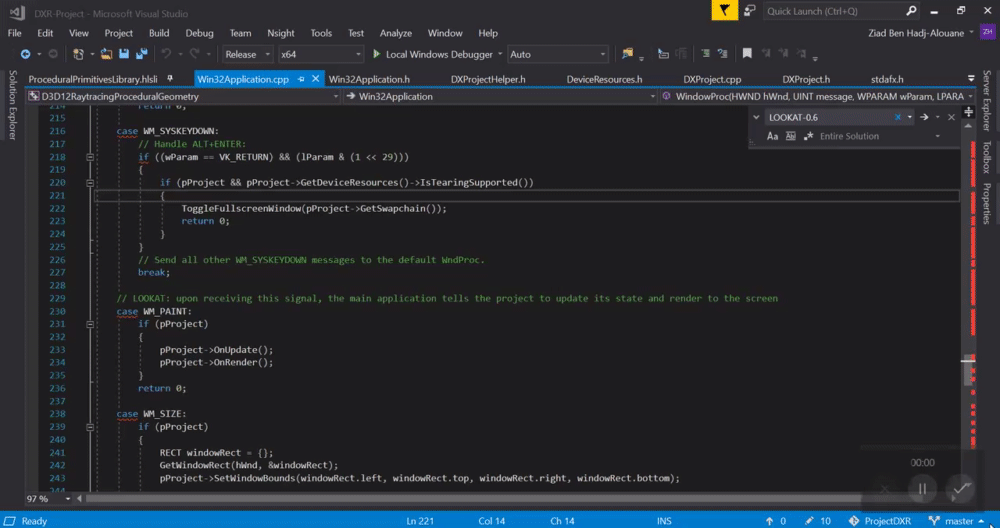 DXR-Project - Microsoft Visual Studio
Quick Launch (Ctrl+Q)
File Edit View Project Build Debug Team Nsight Tools Test Analyze Window Help
Ziad Ben Hadj-Alouane ZH
Release x64 Local Windows Debugger Auto
ProceduralPrimitivesLibrary.hlsli Win32Application.cpp Win32Application.h DXProjectHelper.h DeviceResources.h DXProject.cpp DXProject.h stdafx.h
D3D12RaytracingProceduralGeometry Win32Application WindowProc(HWND hWnd, UINT message, WPARAM wParam, LPARA
Solution Explorer
Server Explorer
Toolbox
Properties
LOOKAT-0.6
Aa Abl .* Entire Solution
214 return 0;
215
216 case WM_SYSKEYDOWN:
217 // Handle ALT+ENTER:
218 if ((wParam == VK_RETURN) && (lParam & (1 << 29)))
219 {
220 if (pProject && pProject->GetDeviceResources()->IsTearingSupported())
221 {
222 ToggleFullscreenWindow(pProject->GetSwapchain());
223 return 0;
224 }
225 }
226 // Send all other WM_SYSKEYDOWN messages to the default WndProc.
227 break;
228
229 // LOOKAT: upon receiving this signal, the main application tells the project to update its state and render to the screen
230 case WM_PAINT:
231 if (pProject)
232 {
233 pProject->OnUpdate();
234 pProject->OnRender();
235 }
236 return 0;
237
238 case WM_SIZE:
239 if (pProject)
240 {
241 RECT windowRect = {};
242 GetWindowRect(hWnd, &windowRect);
243 pProject->SetWindowBounds(windowRect.left, windowRect.top, windowRect.right, windowRect.bottom);
00:00
97 %
Ready Ln 221 Col 14 Ch 14 INS 0 10 ProjectDXR master